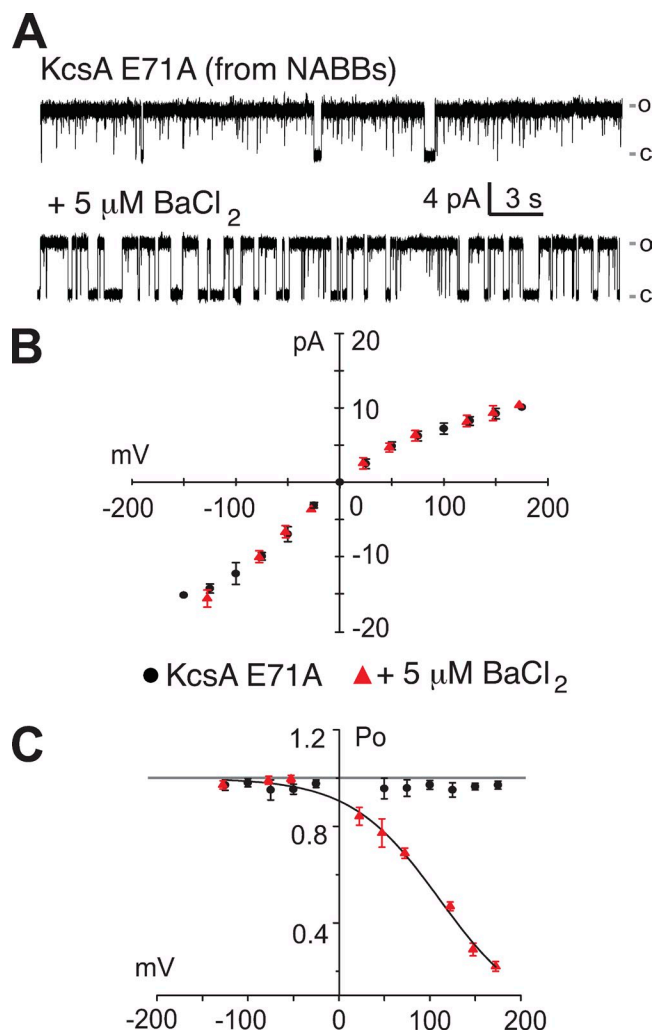 A
KcsA E71A (from NABBs)
o
c
+ 5 μM BaCl2
4 pA
3 s
o
c
B
pA
20
10
mV
-200
-100
0
100
200
-10
-20
KcsA E71A
+ 5 μM BaCl2
C
1.2
Po
0.8
0.4
mV
-200
-100
0
100
200